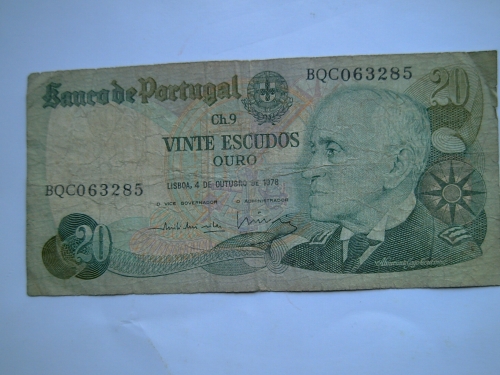 Banco de Portugal
BQC063285
20
Ch. 9
VINTE ESCUDOS
OURO
LISBOA, 4 DE OUTUBRO DE 1978
BQC063285
O VICE GOVERNADOR
O ADMINISTRADOR
20